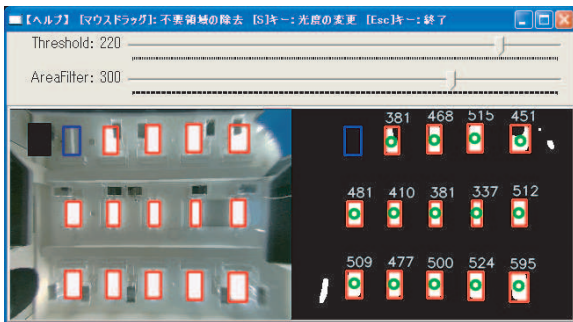 【ヘルプ】 [マウスドラッグ]:不要領域の除去 [S]キー:光度の変更 [Esc]キー:終了
Threshold: 220
AreaFilter: 300
381 468 515 451
481 410 381 337 512
509 477 500 524 595